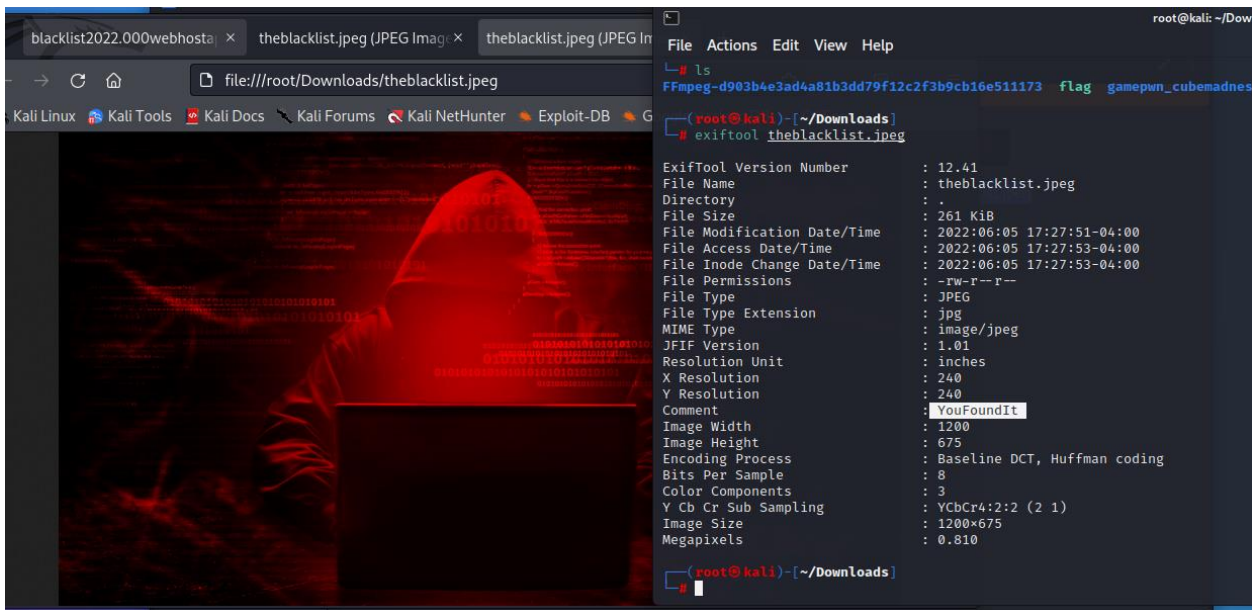 blacklist2022.000webhosta
theblacklist.jpeg (JPEG Image
theblacklist.jpeg (JPEG Im
file:///root/Downloads/theblacklist.jpeg
Kali Linux Kali Tools Kali Docs Kali Forums Kali NetHunter Exploit-DB G
root@kali: ~/Dow
File Actions Edit View Help
# ls
FFmpeg-d903b4e3ad4a81b3dd79f12c2f3b9cb16e511173 flag gamepwn_cubemadnes
(root㉿kali)-[~/Downloads]
# exiftool theblacklist.jpeg
ExifTool Version Number : 12.41
File Name : theblacklist.jpeg
Directory : .
File Size : 261 KiB
File Modification Date/Time : 2022:06:05 17:27:51-04:00
File Access Date/Time : 2022:06:05 17:27:53-04:00
File Inode Change Date/Time : 2022:06:05 17:27:53-04:00
File Permissions : -rw-r--r--
File Type : JPEG
File Type Extension : jpg
MIME Type : image/jpeg
JFIF Version : 1.01
Resolution Unit : inches
X Resolution : 240
Y Resolution : 240
Comment : YouFoundIt
Image Width : 1200
Image Height : 675
Encoding Process : Baseline DCT, Huffman coding
Bits Per Sample : 8
Color Components : 3
Y Cb Cr Sub Sampling : YCbCr4:2:2 (2 1)
Image Size : 1200×675
Megapixels : 0.810
(root㉿kali)-[~/Downloads]
#